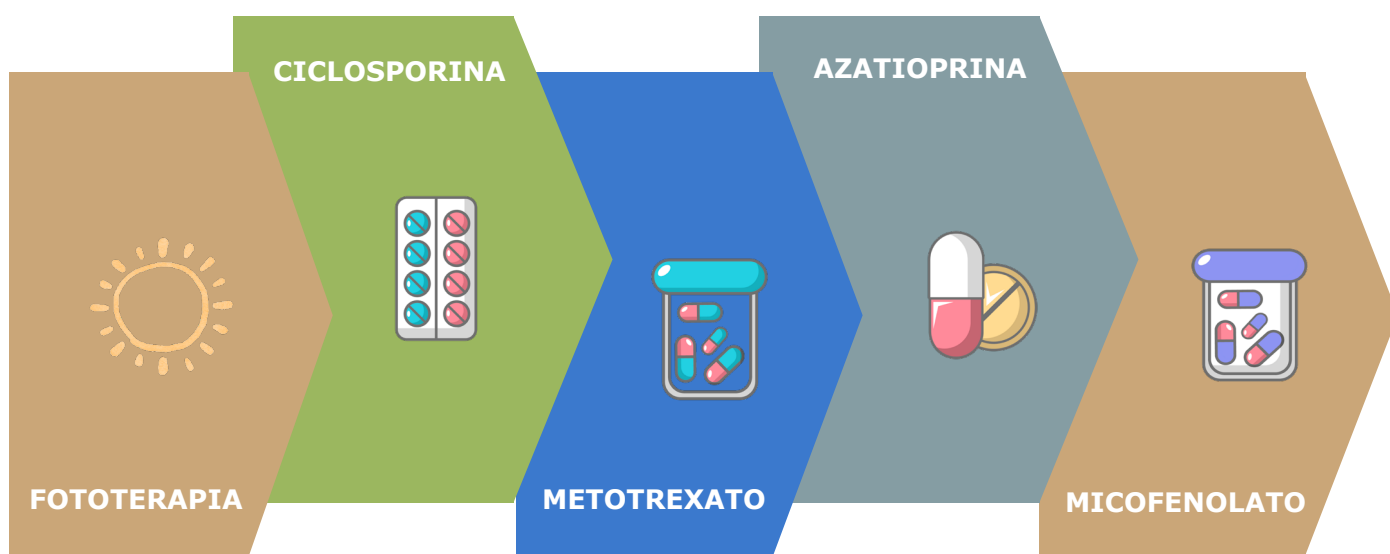 FOTOTERAPIA
CICLOSPORINA
METOTREXATO
AZATIOPRINA
MICOFENOLATO